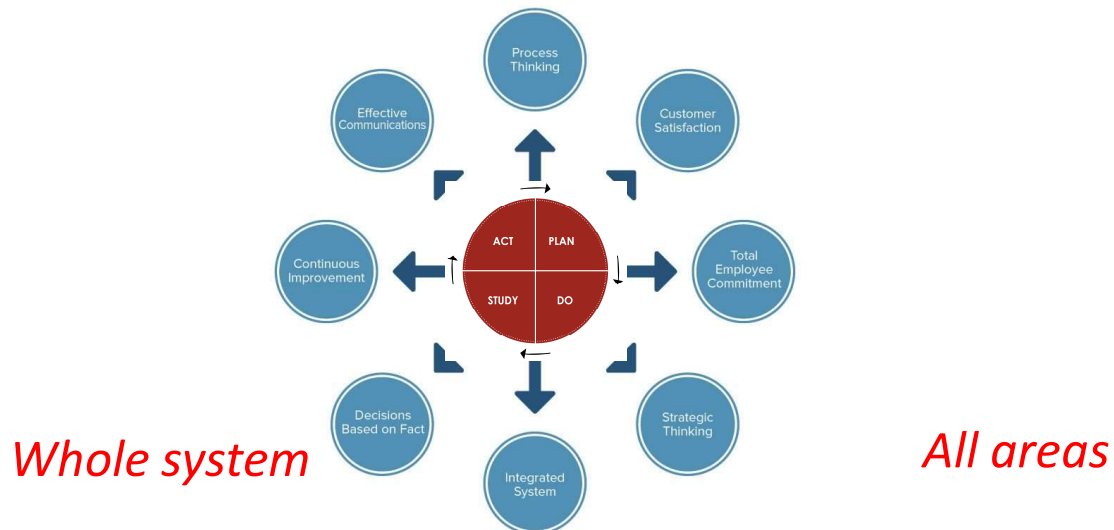 Process
Thinking
Effective
Communications
Customer
Satisfaction
ACT
PLAN
Continuous
Improvement
Total
Employee
Commitment
STUDY
DO
Decisions
Based on Fact
Strategic
Thinking
Whole system
All areas
Integrated
System